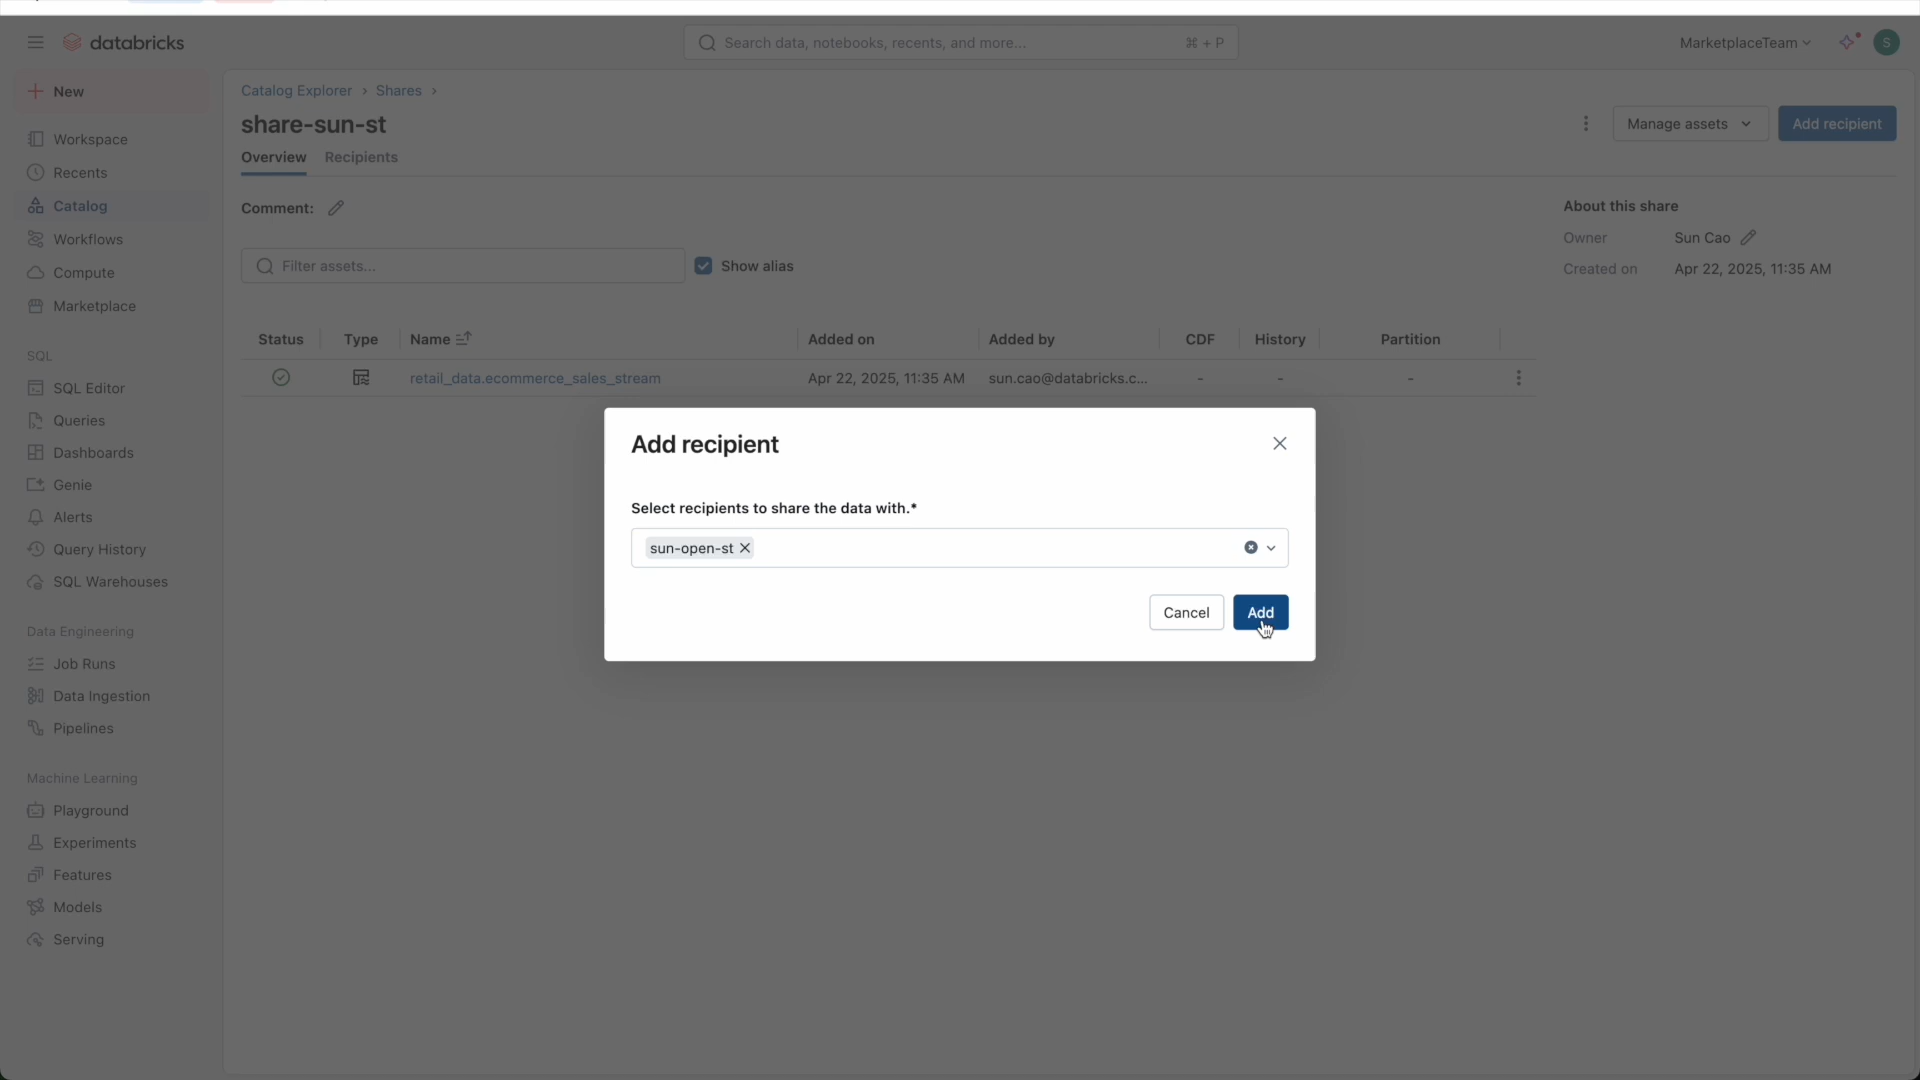 databricks
Search data, notebooks, recents, and more...
⌘ + P
MarketplaceTeam
S
New
Workspace
Recents
Catalog
Workflows
Compute
Marketplace
SQL
SQL Editor
Queries
Dashboards
Genie
Alerts
Query History
SQL Warehouses
Data Engineering
Job Runs
Data Ingestion
Pipelines
Machine Learning
Playground
Experiments
Features
Models
Serving
Catalog Explorer › Shares ›
share-sun-st
Manage assets
Add recipient
Overview Recipients
Comment:
Filter assets...
Show alias
About this share
Owner Sun Cao
Created on Apr 22, 2025, 11:35 AM
Status Type Name Added on Added by CDF History Partition
retail_data.ecommerce_sales_stream Apr 22, 2025, 11:35 AM sun.cao@databricks.c... - - -
Add recipient
Select recipients to share the data with.*
sun-open-st
Cancel Add